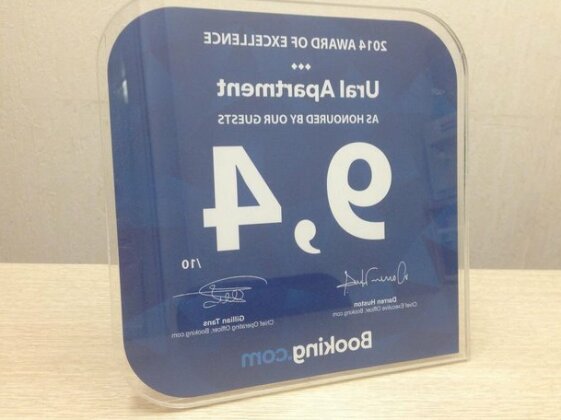 2014 AWARD OF EXCELLENCE
Ural Apartment
AS HONOURED BY OUR GUESTS
9,4
/10
Darren Huston
Chief Executive Officer, Booking.com
Gillian Tans
Chief Operating Officer, Booking.com
Booking.com